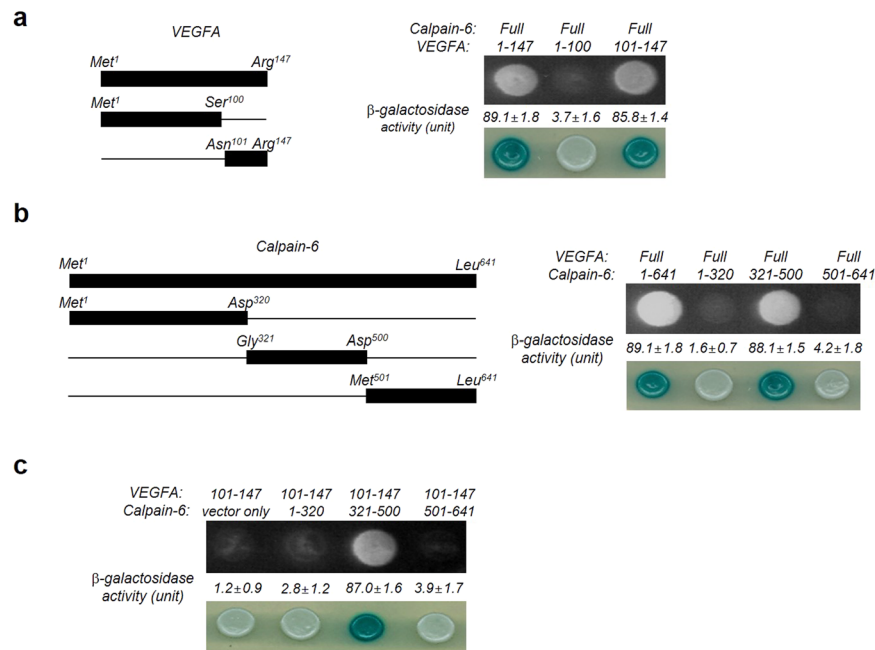 a
VEGFA
Met1 Arg147
Met1 Ser100
Asn101 Arg147
Calpain-6: Full Full Full
VEGFA: 1-147 1-100 101-147
β-galactosidase
activity (unit)
89.1±1.8 3.7±1.6 85.8±1.4
b
Calpain-6
Met1 Leu641
Met1 Asp320
Gly321 Asp500
Met501 Leu641
VEGFA: Full Full Full Full
Calpain-6: 1-641 1-320 321-500 501-641
β-galactosidase
activity (unit)
89.1±1.8 1.6±0.7 88.1±1.5 4.2±1.8
c
VEGFA: 101-147 101-147 101-147 101-147
Calpain-6: vector only 1-320 321-500 501-641
β-galactosidase
activity (unit)
1.2±0.9 2.8±1.2 87.0±1.6 3.9±1.7